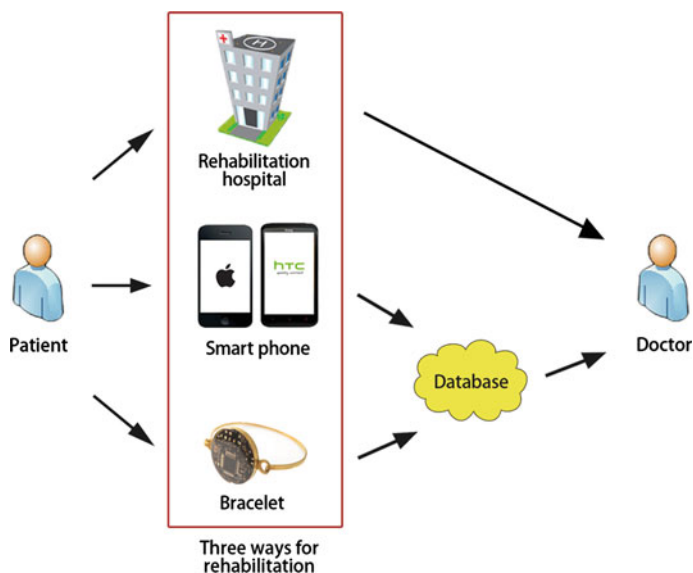 H
Rehabilitation
hospital
Patient
hTC
Smart phone
Database
Doctor
Bracelet
Three ways for
rehabilitation